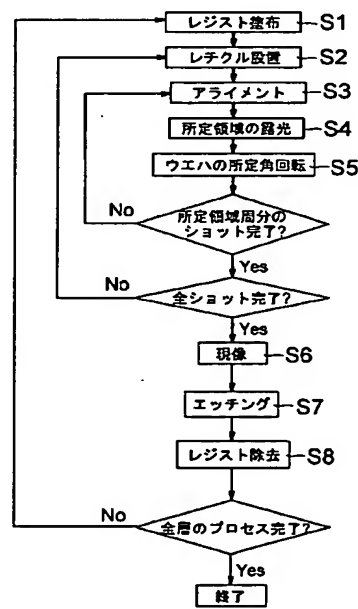 レジスト塗布 S1
レチクル設置 S2
アライメント S3
所定領域の露光 S4
ウエハの所定角回転 S5
No
所定領域周分の
ショット完了?
Yes
No
全ショット完了?
Yes
現像 S6
エッチング S7
レジスト除去 S8
No
全層のプロセス完了?
Yes
終了